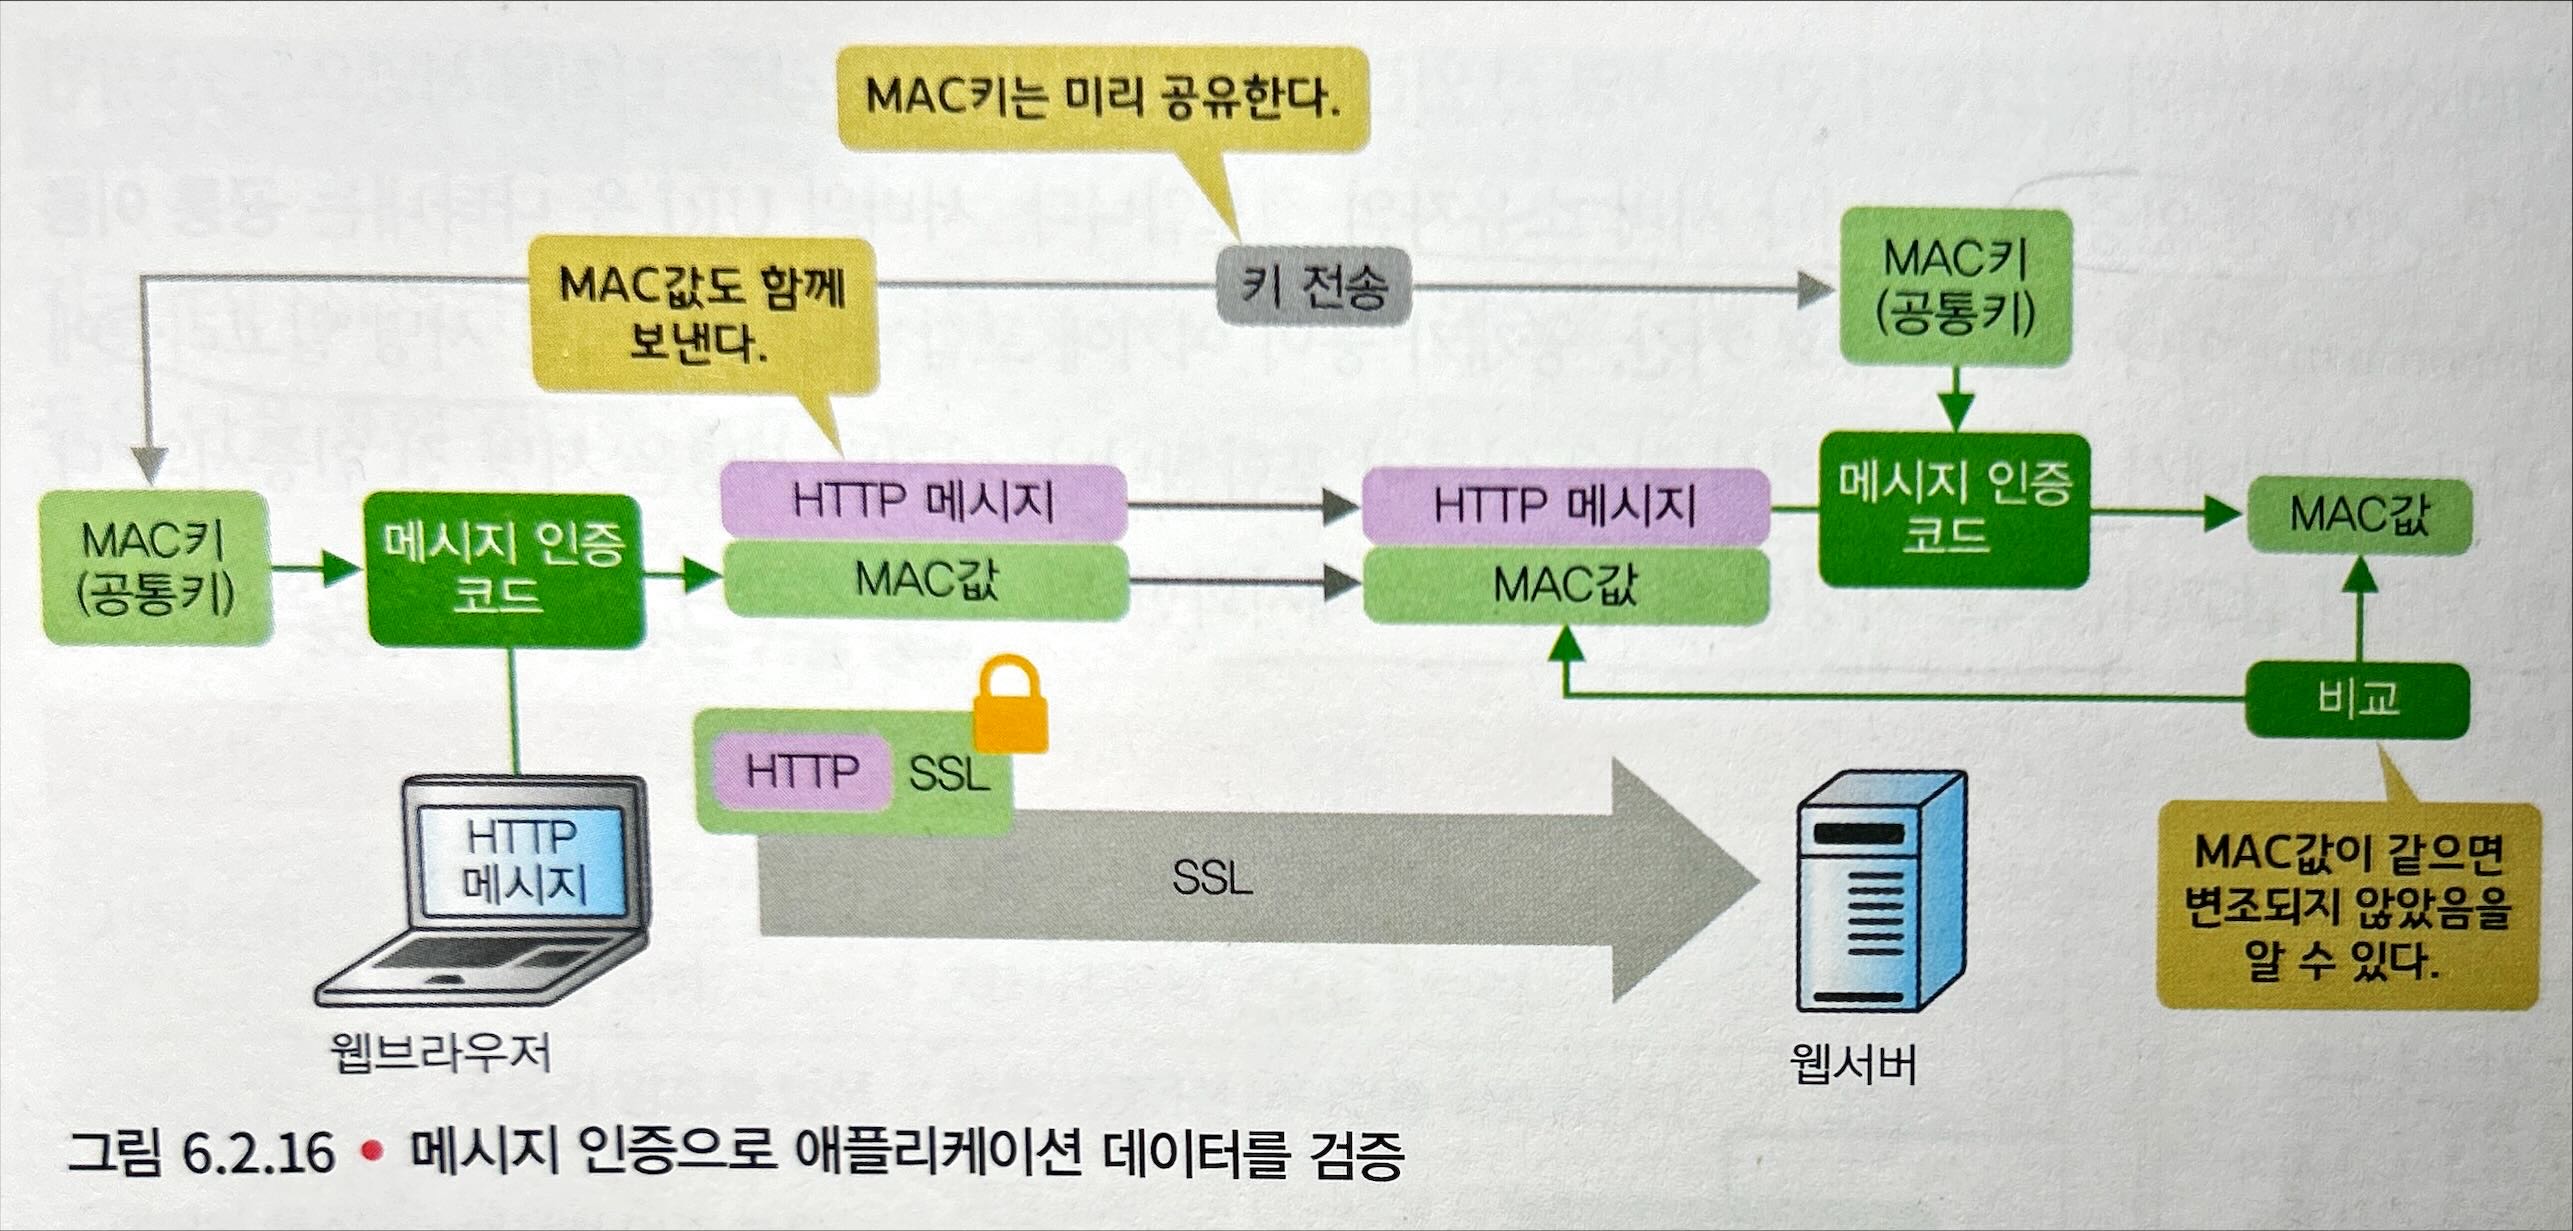 MAC키는 미리 공유한다.
MAC값도 함께
보낸다.
키 전송
MAC키
(공통키)
MAC키
(공통키)
메시지 인증
코드
HTTP 메시지
MAC값
HTTP 메시지
MAC값
메시지 인증
코드
MAC값
비교
HTTP SSL
HTTP
메시지
SSL
MAC값이 같으면
변조되지 않았음을
알 수 있다.
웹브라우저
웹서버
그림 6.2.16 • 메시지 인증으로 애플리케이션 데이터를 검증